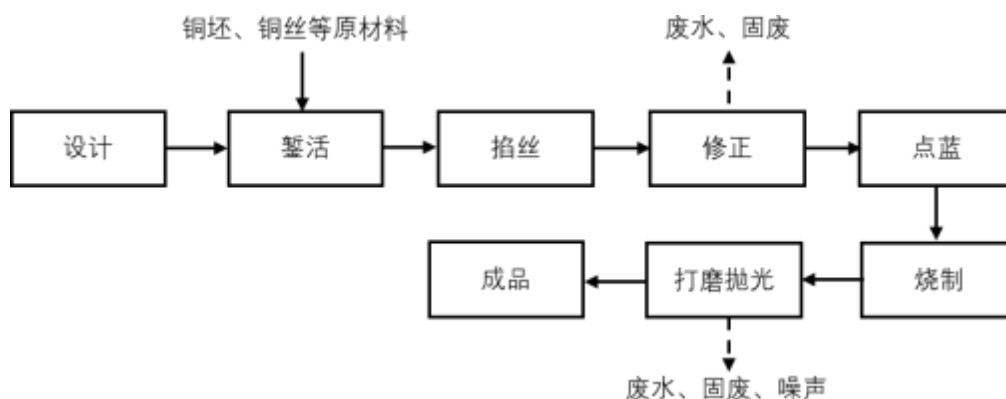 铜坯、铜丝等原材料
废水、固废
设计
錾活
掐丝
修正
点蓝
成品
打磨抛光
烧制
废水、固废、噪声